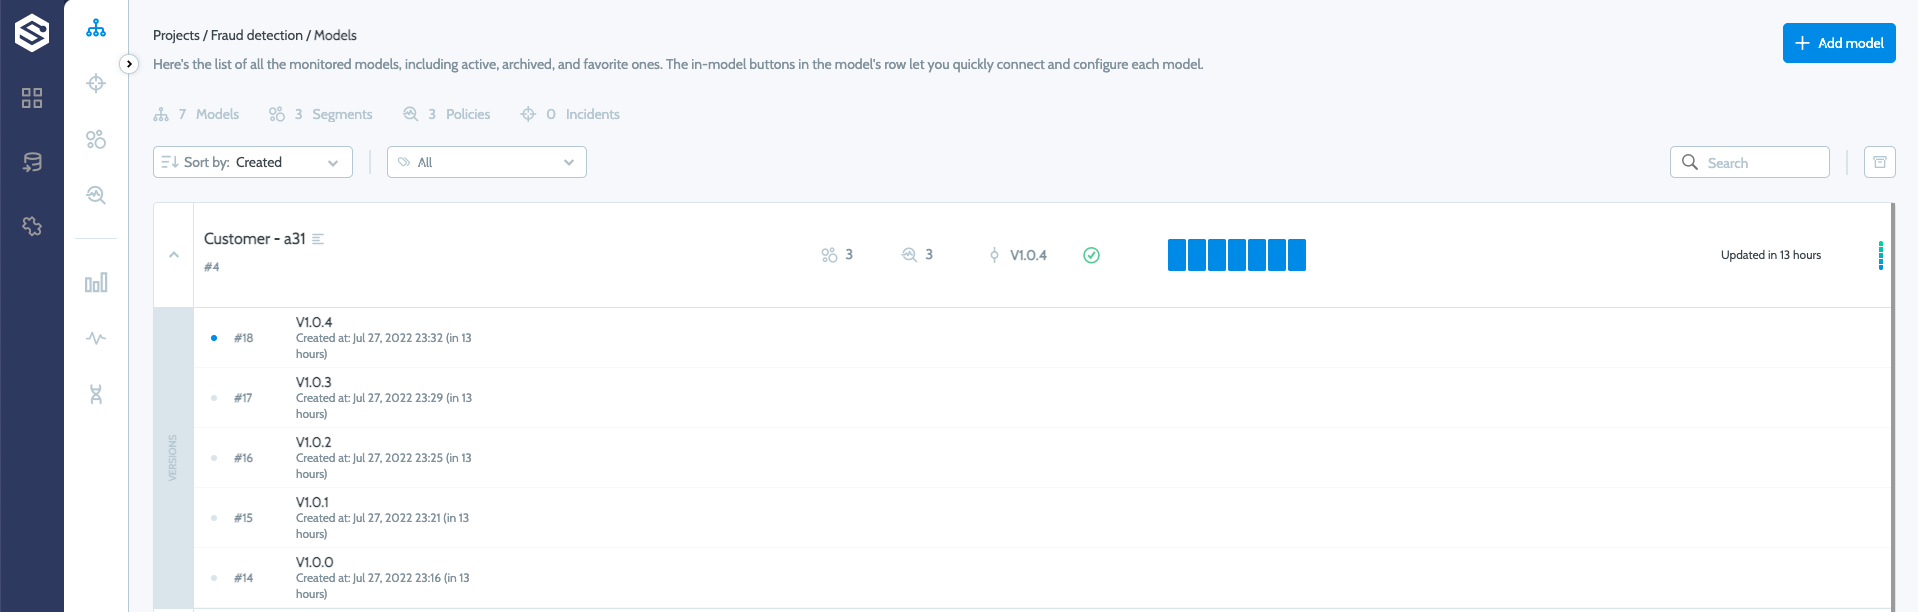 Projects / Fraud detection / Models
Add model
Here's the list of all the monitored models, including active, archived, and favorite ones. The in-model buttons in the model's row let you quickly connect and configure each model.
7 Models 3 Segments 3 Policies 0 Incidents
Sort by: Created All Search
Customer - a31
#4
3 3 V1.0.4 Updated in 13 hours
VERSIONS
#18
V1.0.4
Created at: Jul 27, 2022 23:32 (in 13
hours)
#17
V1.0.3
Created at: Jul 27, 2022 23:29 (in 13
hours)
#16
V1.0.2
Created at: Jul 27, 2022 23:25 (in 13
hours)
#15
V1.0.1
Created at: Jul 27, 2022 23:21 (in 13
hours)
#14
V1.0.0
Created at: Jul 27, 2022 23:16 (in 13
hours)